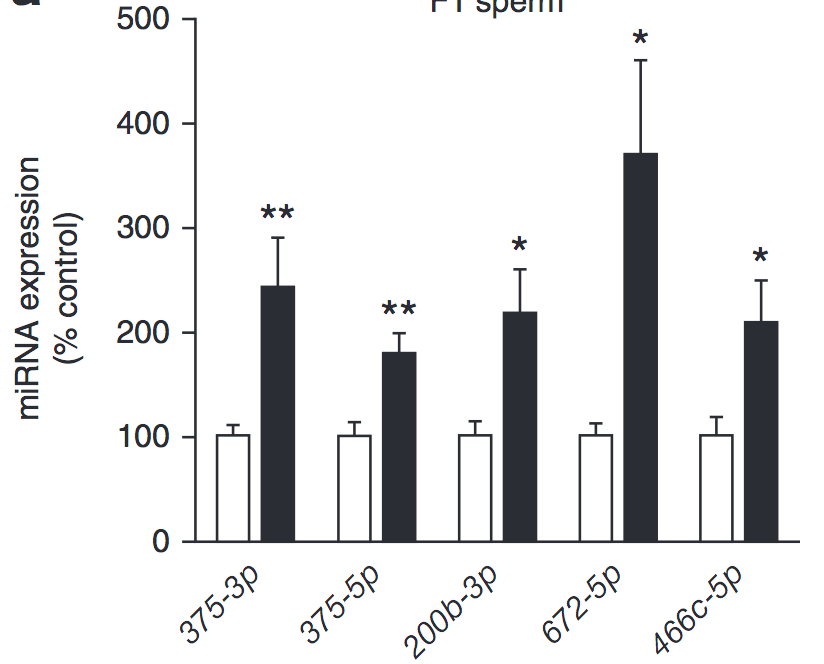 a
F1 sperm
miRNA expression
(% control)
500
400
300
200
100
0
**
**
*
*
*
375-3p
375-5p
200b-3p
672-5p
466c-5p